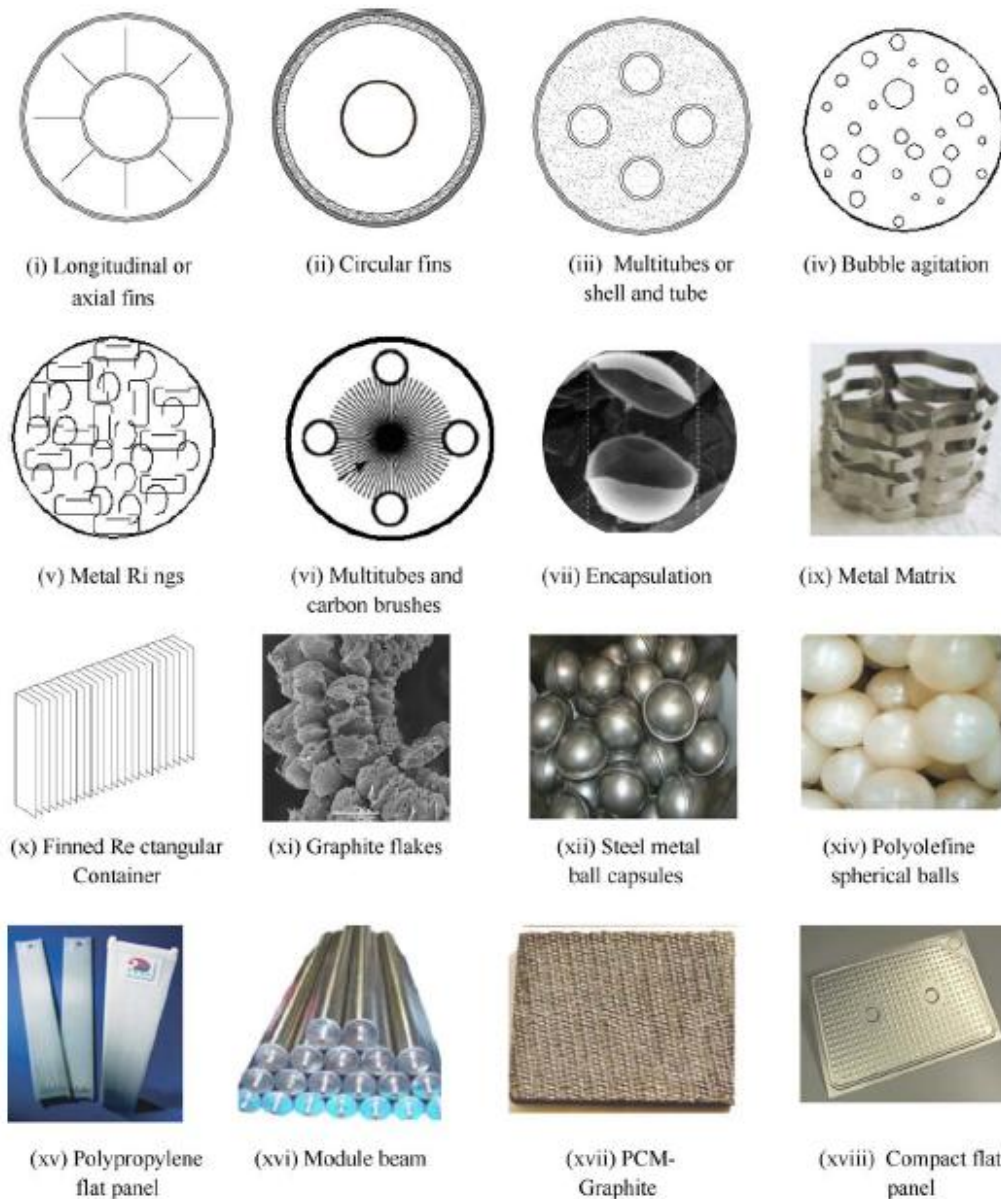 (i) Longitudinal or
axial fins
(ii) Circular fins
(iii) Multitubes or
shell and tube
(iv) Bubble agitation
(v) Metal Ri ngs
(vi) Multitubes and
carbon brushes
(vii) Encapsulation
(ix) Metal Matrix
(x) Finned Re ctangular
Container
(xi) Graphite flakes
(xii) Steel metal
ball capsules
(xiv) Polyolefine
spherical balls
(xv) Polypropylene
flat panel
(xvi) Module beam
(xvii) PCM-
Graphite
(xviii) Compact flat
panel